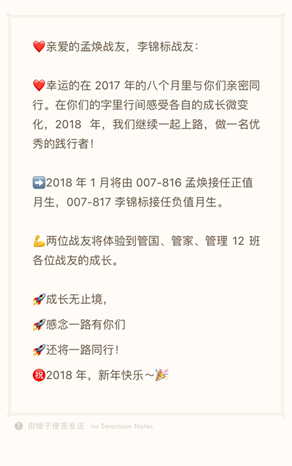 ❤️亲爱的孟焕战友，李锦标战友：
❤️幸运的在 2017 年的八个月里与你们亲密同
行。在你们的字里行间感受各自的成长微变
化，2018 年，我们继续一起上路，做一名优
秀的践行者！
➡️2018 年 1 月将由 007-816 孟焕接任正值
月生，007-817 李锦标接任负值月生。
💪两位战友将体验到管国、管家、管理 12 班
各位战友的成长。
🚀成长无止境，
🚀感念一路有你们
🚀还将一路同行！
㊗️2018 年，新年快乐～🎉
由锤子便签发送 via Smartisan Notes